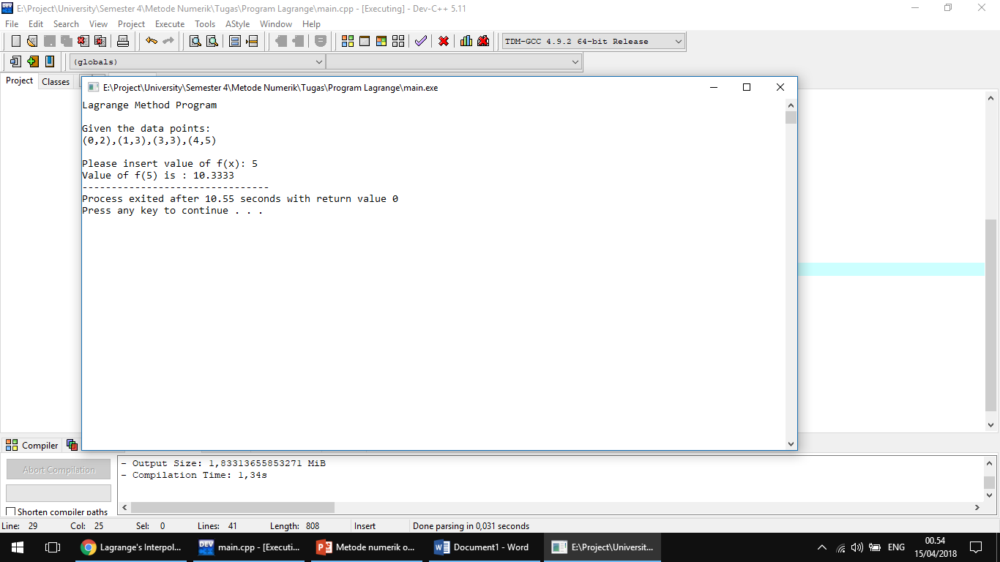 E:\Project\University\Semester 4\Metode Numerik\Tugas\Program Lagrange\main.cpp - [Executing] - Dev-C++ 5.11
File Edit Search View Project Execute Tools AStyle Window Help
TDM-GCC 4.9.2 64-bit Release
(globals)
Project Classes
E:\Project\University\Semester 4\Metode Numerik\Tugas\Program Lagrange\main.exe
Lagrange Method Program
Given the data points:
(0,2),(1,3),(3,3),(4,5)
Please insert value of f(x): 5
Value of f(5) is : 10.3333
--------------------------------
Process exited after 10.55 seconds with return value 0
Press any key to continue . . .
Compiler
Abort Compilation
Shorten compiler paths
- Output Size: 1,83313655853271 MiB
- Compilation Time: 1,34s
Line: 29 Col: 25 Sel: 0 Lines: 41 Length: 808 Insert Done parsing in 0,031 seconds
Lagrange's Interpol... main.cpp - [Executi... Metode numerik o... Document1 - Word E:\Project\Universit... ENG 00.54
15/04/2018